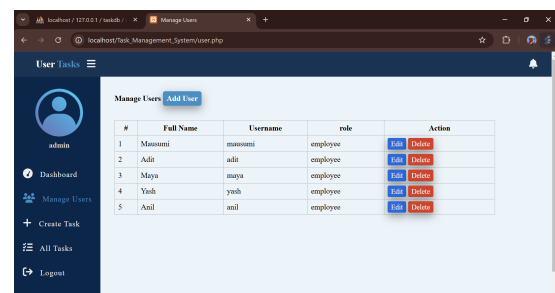 localhost / 127.0.0.1 / taskdb /
Manage Users
localhost/Task_Management_System/user.php
User Tasks
Manage Users Add User
# Full Name Username role Action
1 Mausumi mausumi employee Edit Delete
2 Adit adit employee Edit Delete
3 Maya maya employee Edit Delete
4 Yash yash employee Edit Delete
5 Anil anil employee Edit Delete
admin
Dashboard
Manage Users
Create Task
All Tasks
Logout